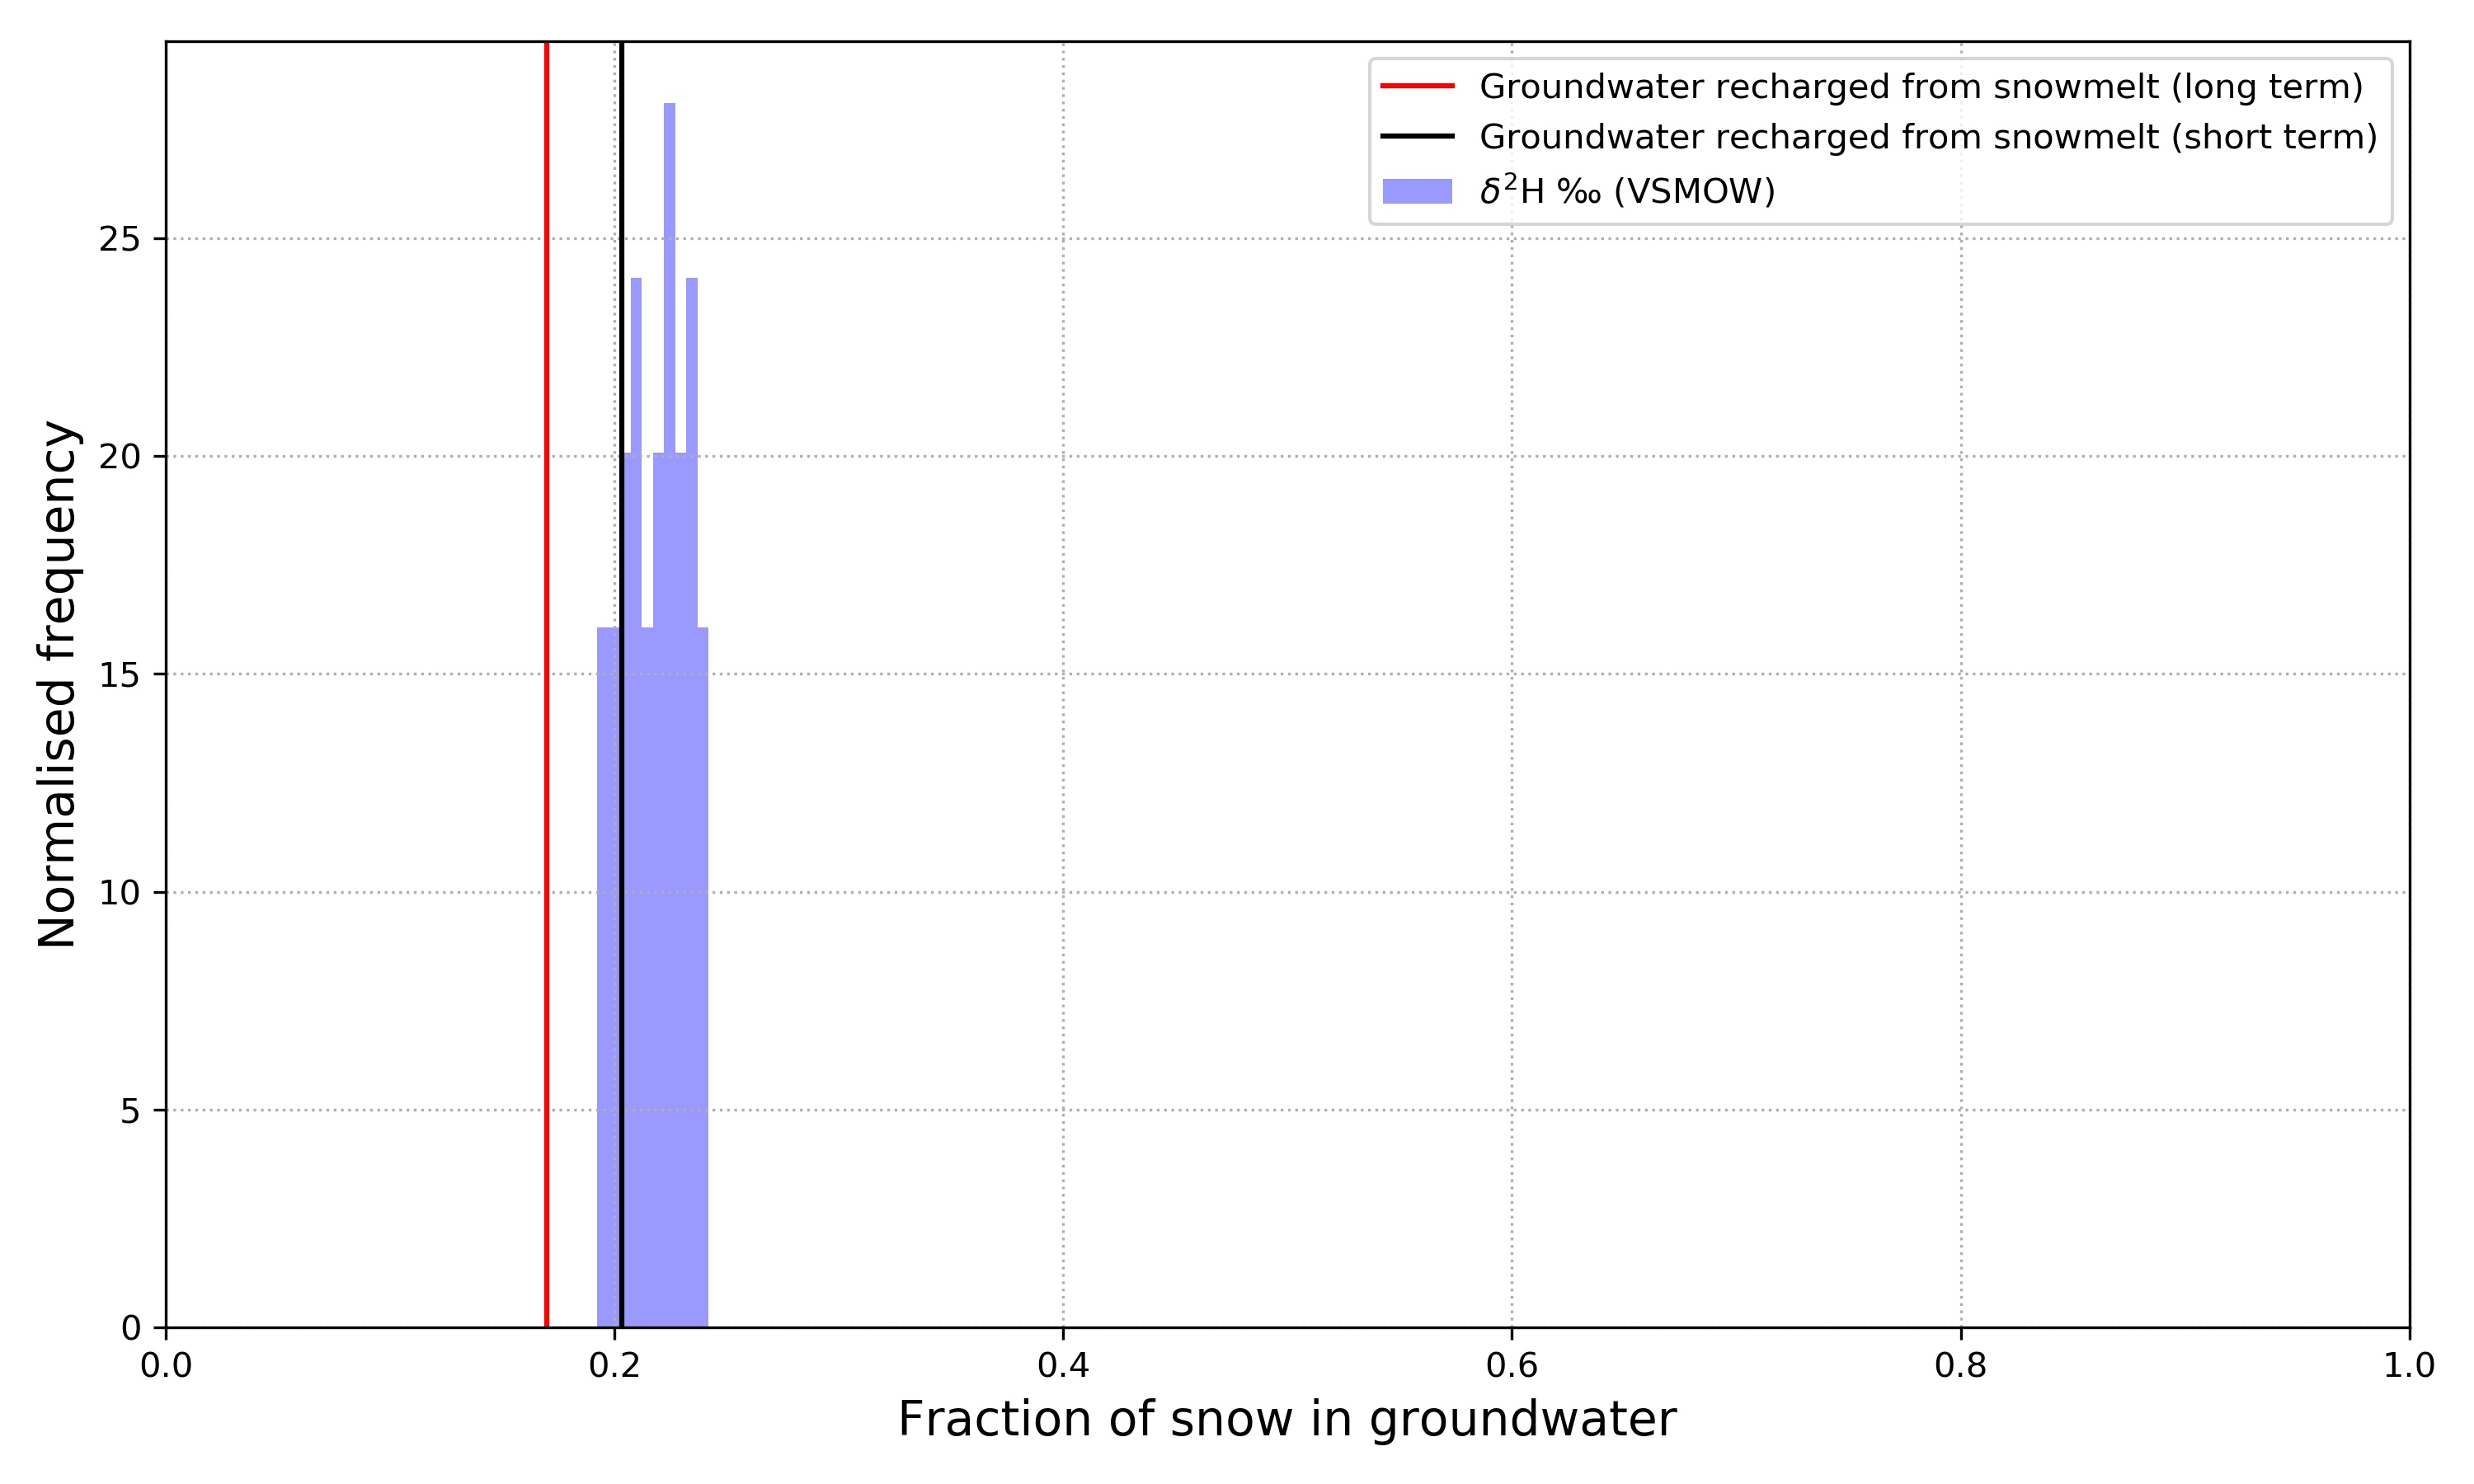 Groundwater recharged from snowmelt (long term)
Groundwater recharged from snowmelt (short term)
δ²H ‰ (VSMOW)
Normalised frequency
25
20
15
10
5
0
0.0 0.2 0.4 0.6 0.8 1.0
Fraction of snow in groundwater